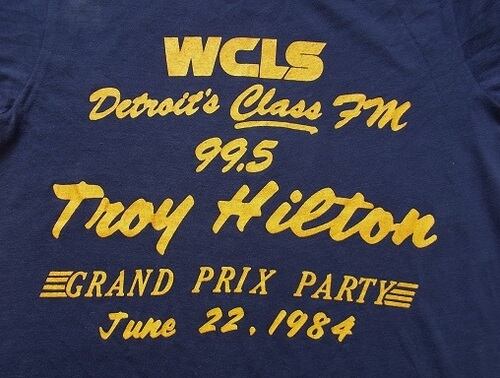 WCLS
Detroit's Class FM
99.5
Troy Hilton
GRAND PRIX PARTY
June 22, 1984